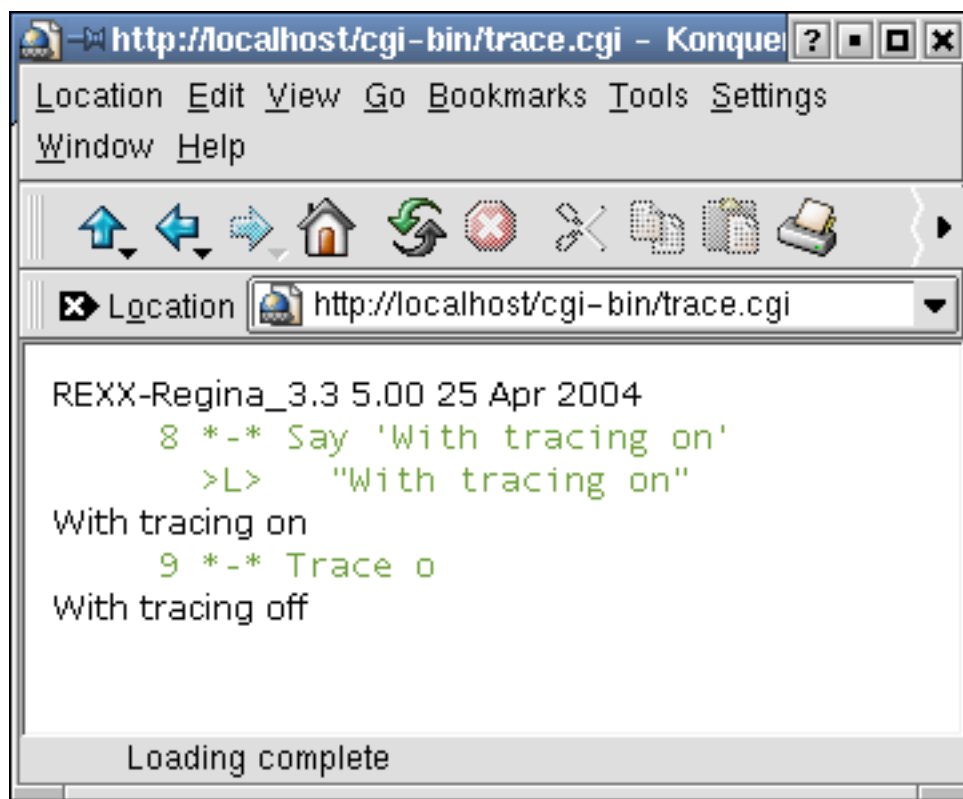 http://localhost/cgi-bin/trace.cgi - Konque
Location Edit View Go Bookmarks Tools Settings
Window Help
Location http://localhost/cgi-bin/trace.cgi
REXX-Regina_3.3 5.00 25 Apr 2004
8 *-* Say 'With tracing on'
>L> "With tracing on"
With tracing on
9 *-* Trace o
With tracing off
Loading complete